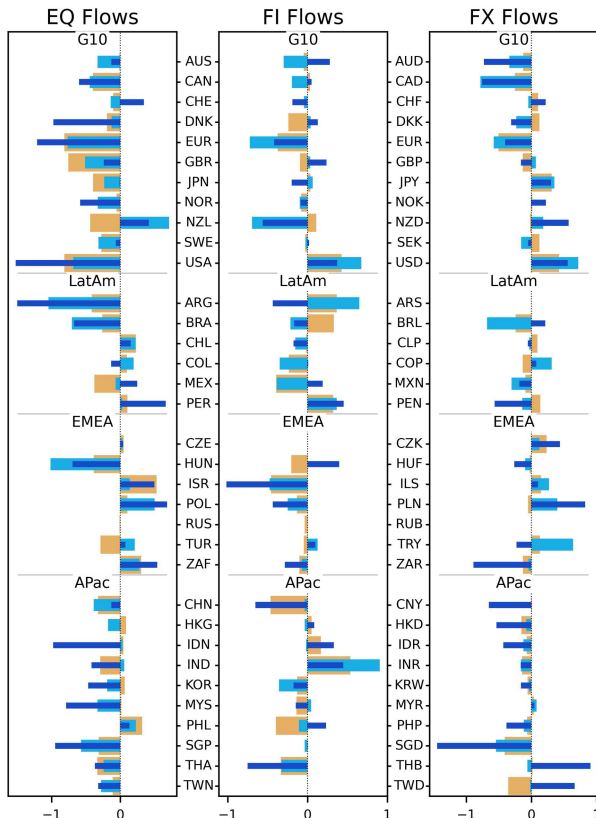 EQ Flows FI Flows FX Flows
G10 G10 G10
AUS AUD
CAN CAD
CHE CHF
DNK DKK
EUR EUR
GBR GBP
JPN JPY
NOR NOK
NZL NZD
SWE SEK
USA USD
LatAm LatAm LatAm
ARG ARS
BRA BRL
CHL CLP
COL COP
MEX MXN
PER PEN
EMEA EMEA EMEA
CZE CZK
HUN HUF
ISR ILS
POL PLN
RUS RUB
TUR TRY
ZAF ZAR
APac APac APac
CHN CNY
HKG HKD
IDN IDR
IND INR
KOR KRW
MYS MYR
PHL PHP
SGP SGD
THA THB
TWN TWD
−1 0 −1 0 1 −1 0